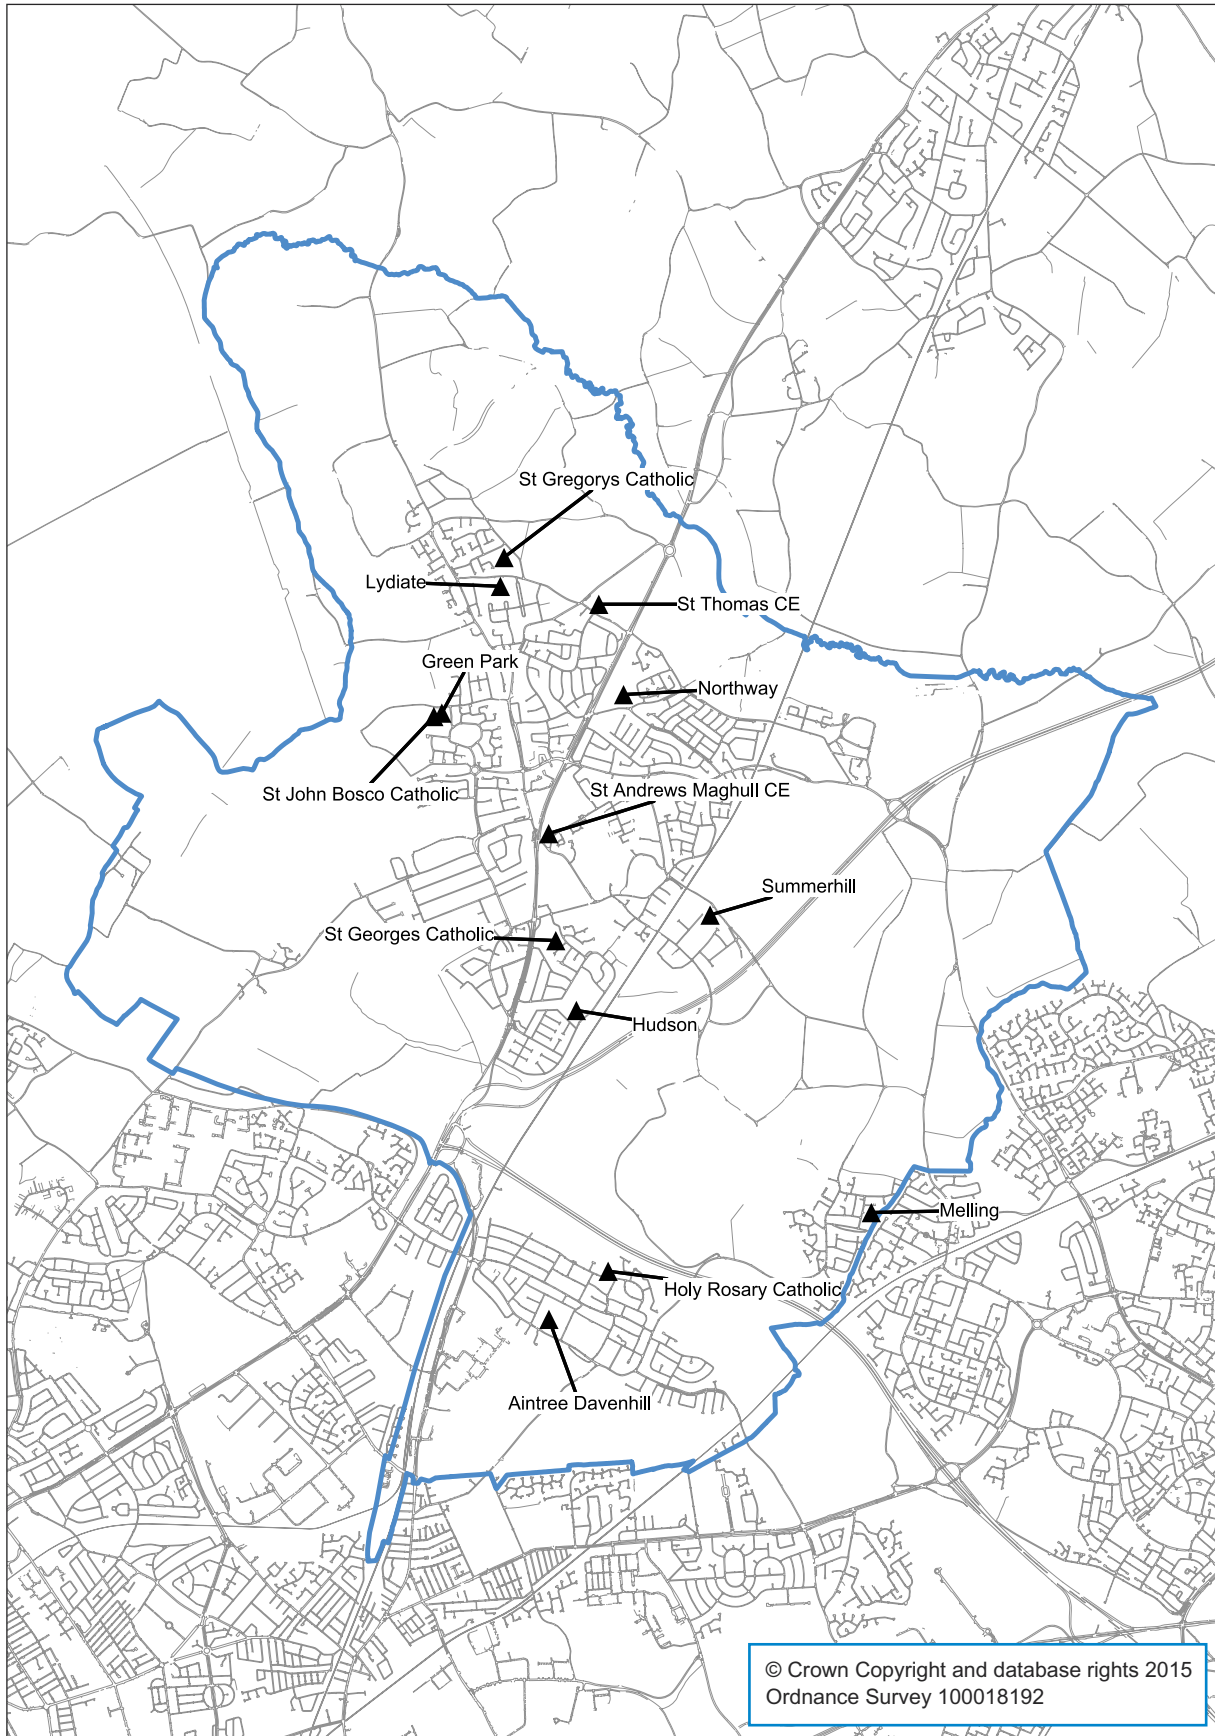 St Gregorys Catholic
Lydiate
St Thomas CE
Green Park
Northway
St John Bosco Catholic
St Andrews Maghull CE
Summerhill
St Georges Catholic
Hudson
Melling
Holy Rosary Catholic
Aintree Davenhill
© Crown Copyright and database rights 2015
Ordnance Survey 100018192